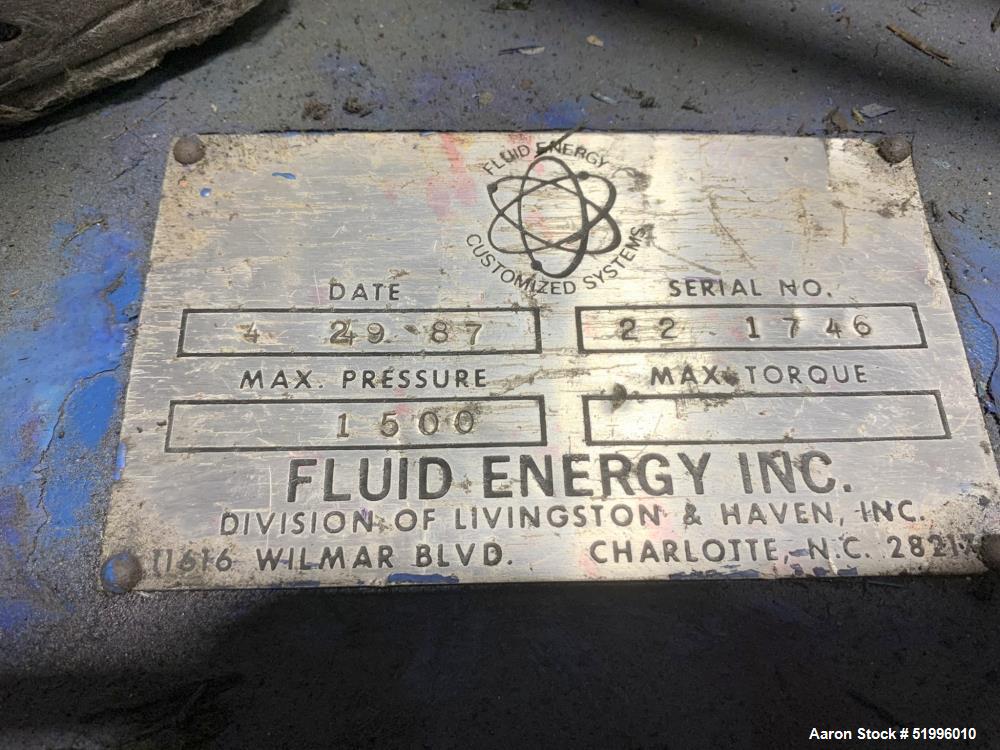 FLUID ENERGY
CUSTOMIZED SYSTEMS
DATE SERIAL NO.
4 29 87 22 1746
MAX. PRESSURE MAX. TORQUE
1500
FLUID ENERGY INC.
DIVISION OF LIVINGSTON & HAVEN, INC.
11616 WILMAR BLVD. CHARLOTTE, N.C.
Aaron Stock # 51996010